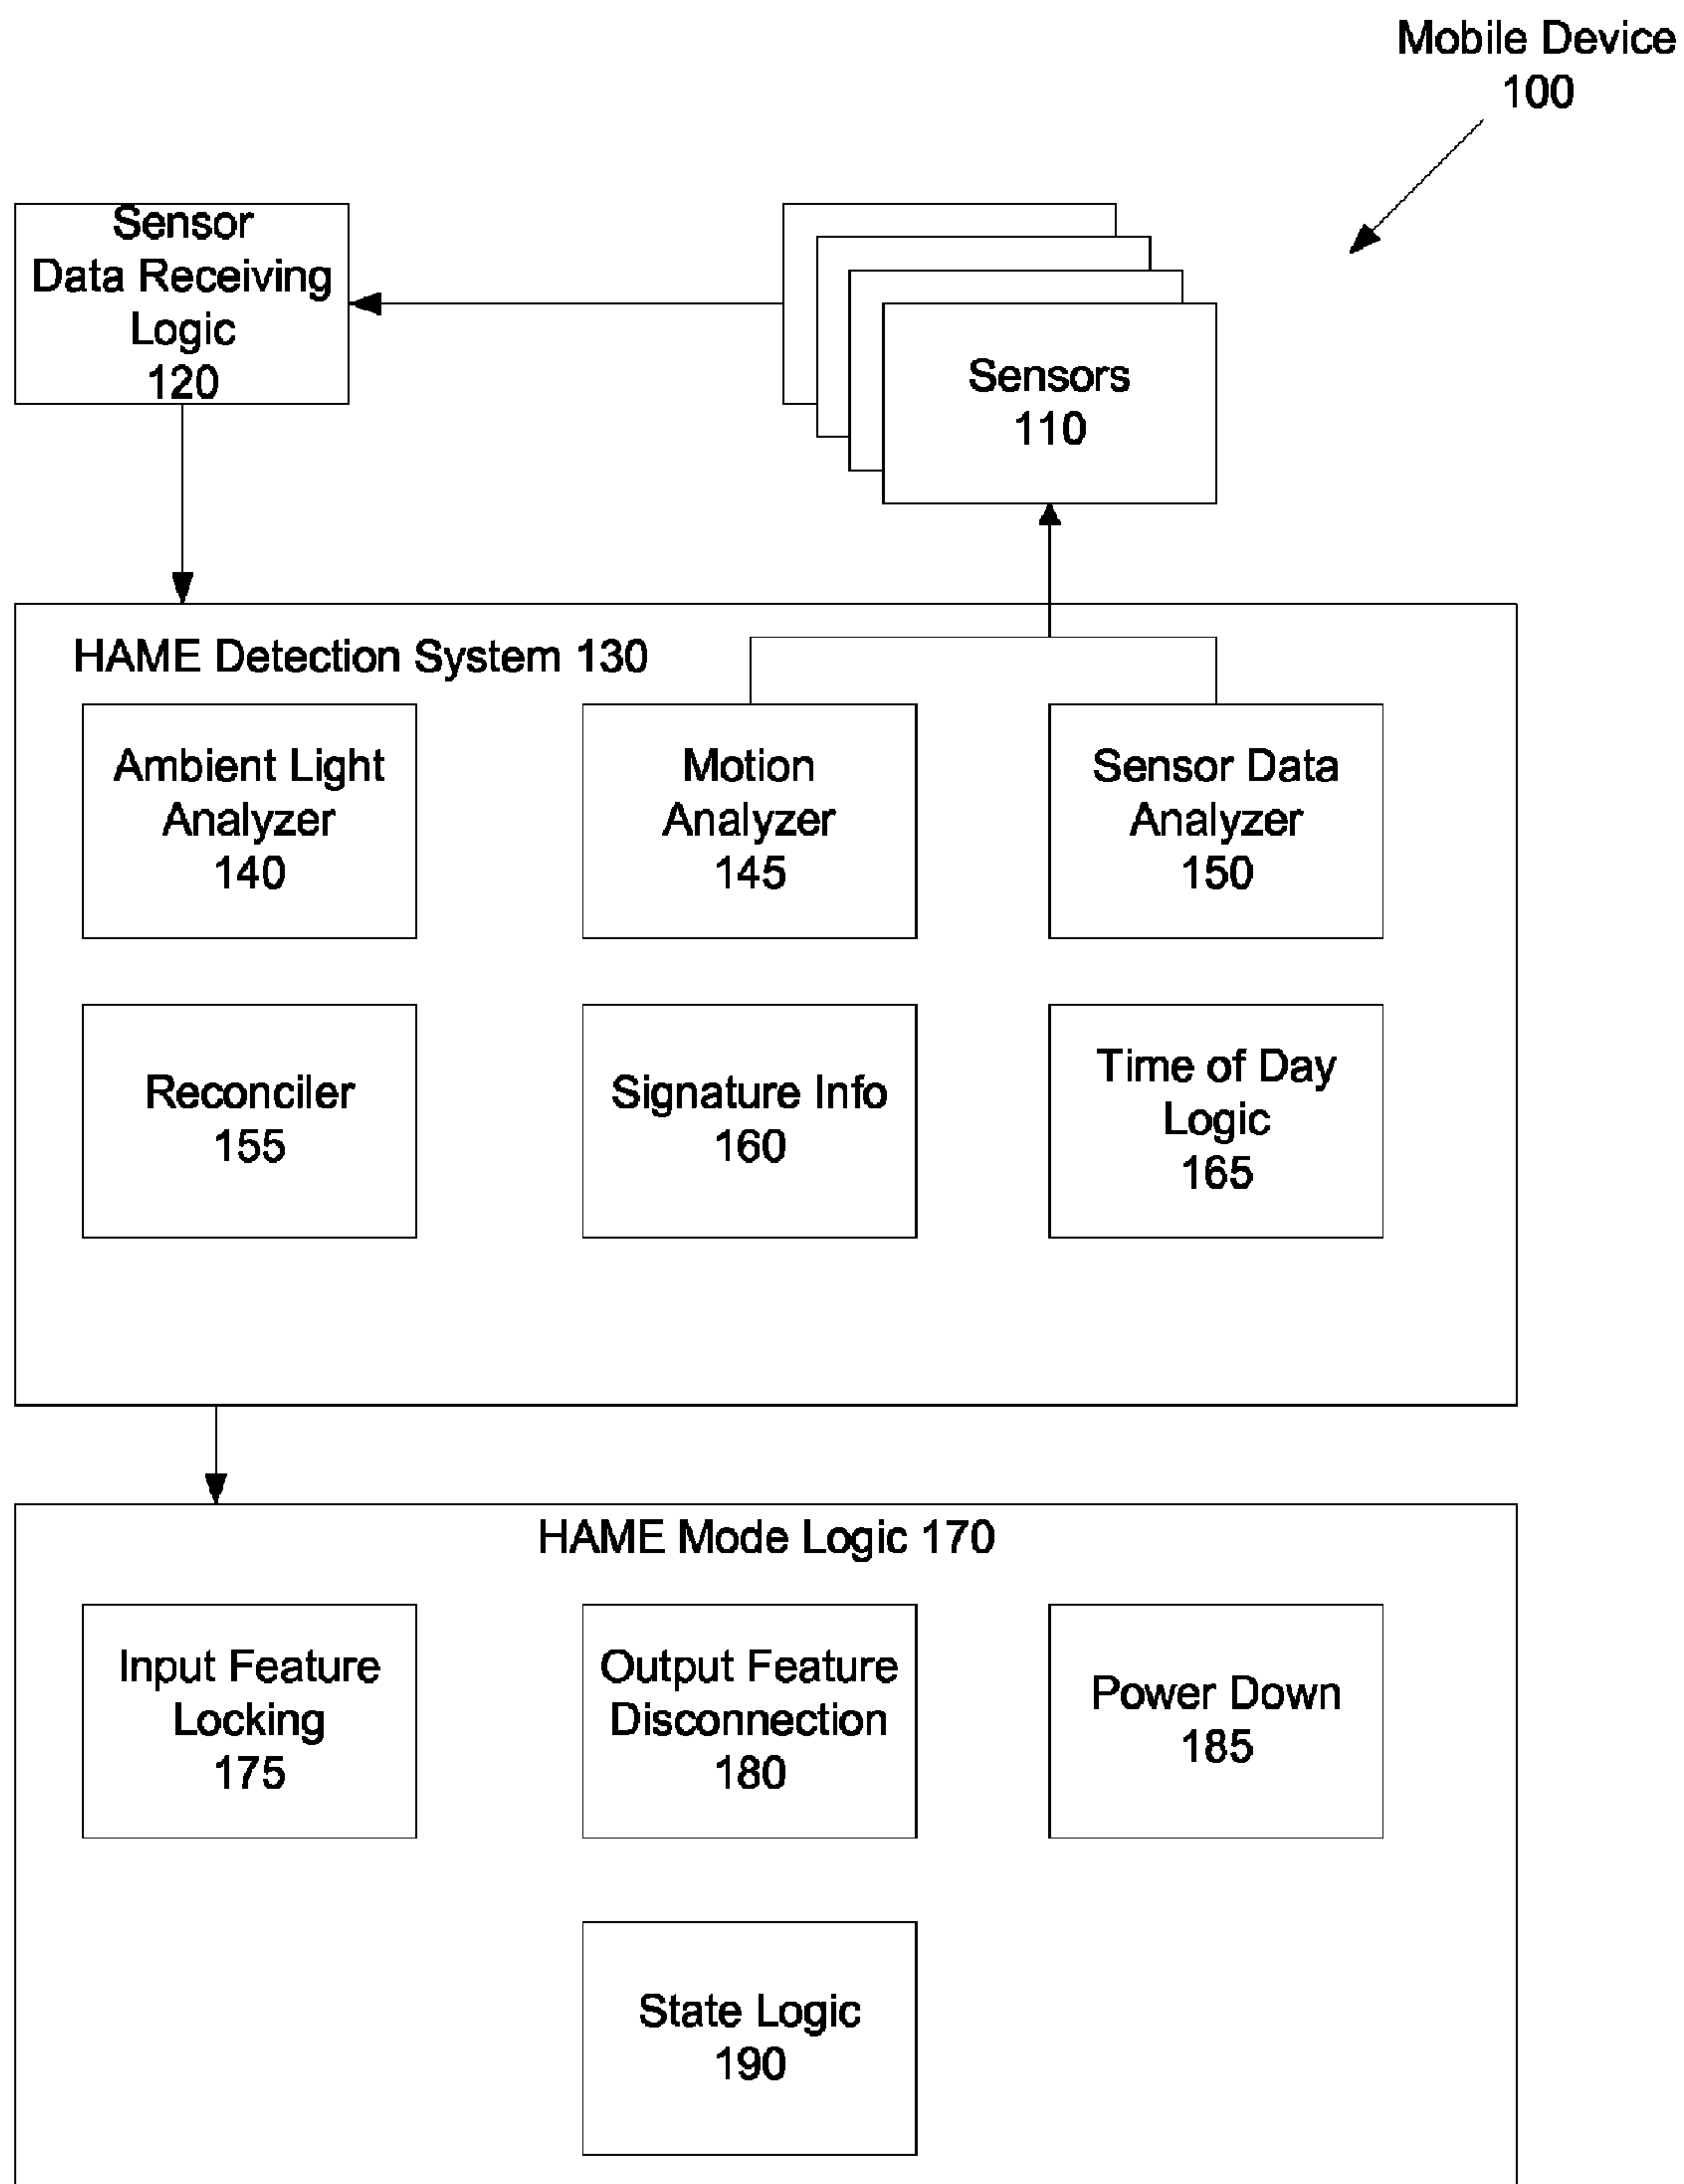 Mobile Device
100
Sensor
Data Receiving
Logic
120
Sensors
110
HAME Detection System 130
Ambient Light
Analyzer
140
Motion
Analyzer
145
Sensor Data
Analyzer
150
Reconciler
155
Signature Info
160
Time of Day
Logic
165
HAME Mode Logic 170
Input Feature
Locking
175
Output Feature
Disconnection
180
Power Down
185
State Logic
190